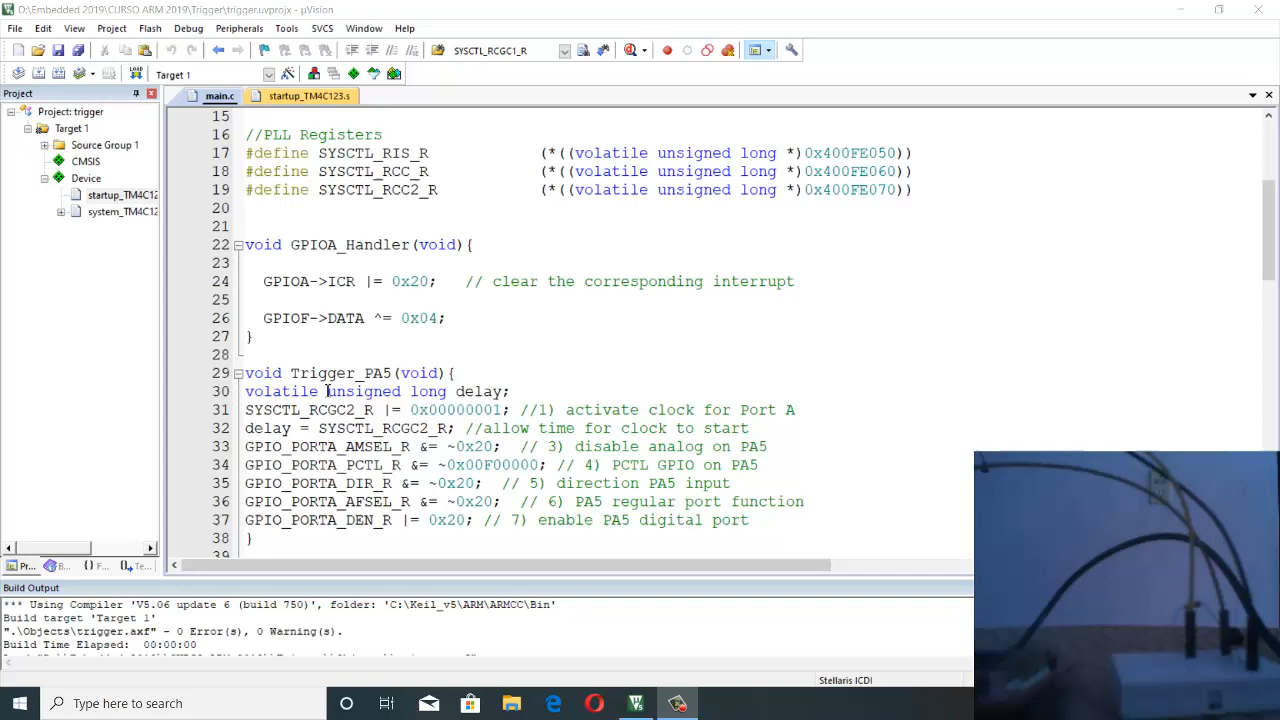 D:\Embedded 2019\CURSO ARM 2019\Trigger\trigger.uvprojx - µVision
File Edit View Project Flash Debug Peripherals Tools SVCS Window Help
SYSCTL_RCGC1_R
Target 1
Project
main.c startup_TM4C123.s
Project: trigger
Target 1
Source Group 1
CMSIS
Device
startup_TM4C12
system_TM4C12
15
16 //PLL Registers
17 #define SYSCTL_RIS_R (*((volatile unsigned long *)0x400FE050))
18 #define SYSCTL_RCC_R (*((volatile unsigned long *)0x400FE060))
19 #define SYSCTL_RCC2_R (*((volatile unsigned long *)0x400FE070))
20
21
22 void GPIOA_Handler(void){
23
24 GPIOA->ICR |= 0x20; // clear the corresponding interrupt
25
26 GPIOF->DATA ^= 0x04;
27 }
28
29 void Trigger_PA5(void){
30 volatile unsigned long delay;
31 SYSCTL_RCGC2_R |= 0x00000001; //1) activate clock for Port A
32 delay = SYSCTL_RCGC2_R; //allow time for clock to start
33 GPIO_PORTA_AMSEL_R &= ~0x20; // 3) disable analog on PA5
34 GPIO_PORTA_PCTL_R &= ~0x00F00000; // 4) PCTL GPIO on PA5
35 GPIO_PORTA_DIR_R &= ~0x20; // 5) direction PA5 input
36 GPIO_PORTA_AFSEL_R &= ~0x20; // 6) PA5 regular port function
37 GPIO_PORTA_DEN_R |= 0x20; // 7) enable PA5 digital port
38 }
39
Pr... B... {} F... Te...
Build Output
*** Using Compiler 'V5.06 update 6 (build 750)', folder: 'C:\Keil_v5\ARM\ARMCC\Bin'
Build target 'Target 1'
".\Objects\trigger.axf" - 0 Error(s), 0 Warning(s).
Build Time Elapsed: 00:00:00
Stellaris ICDI
Type here to search